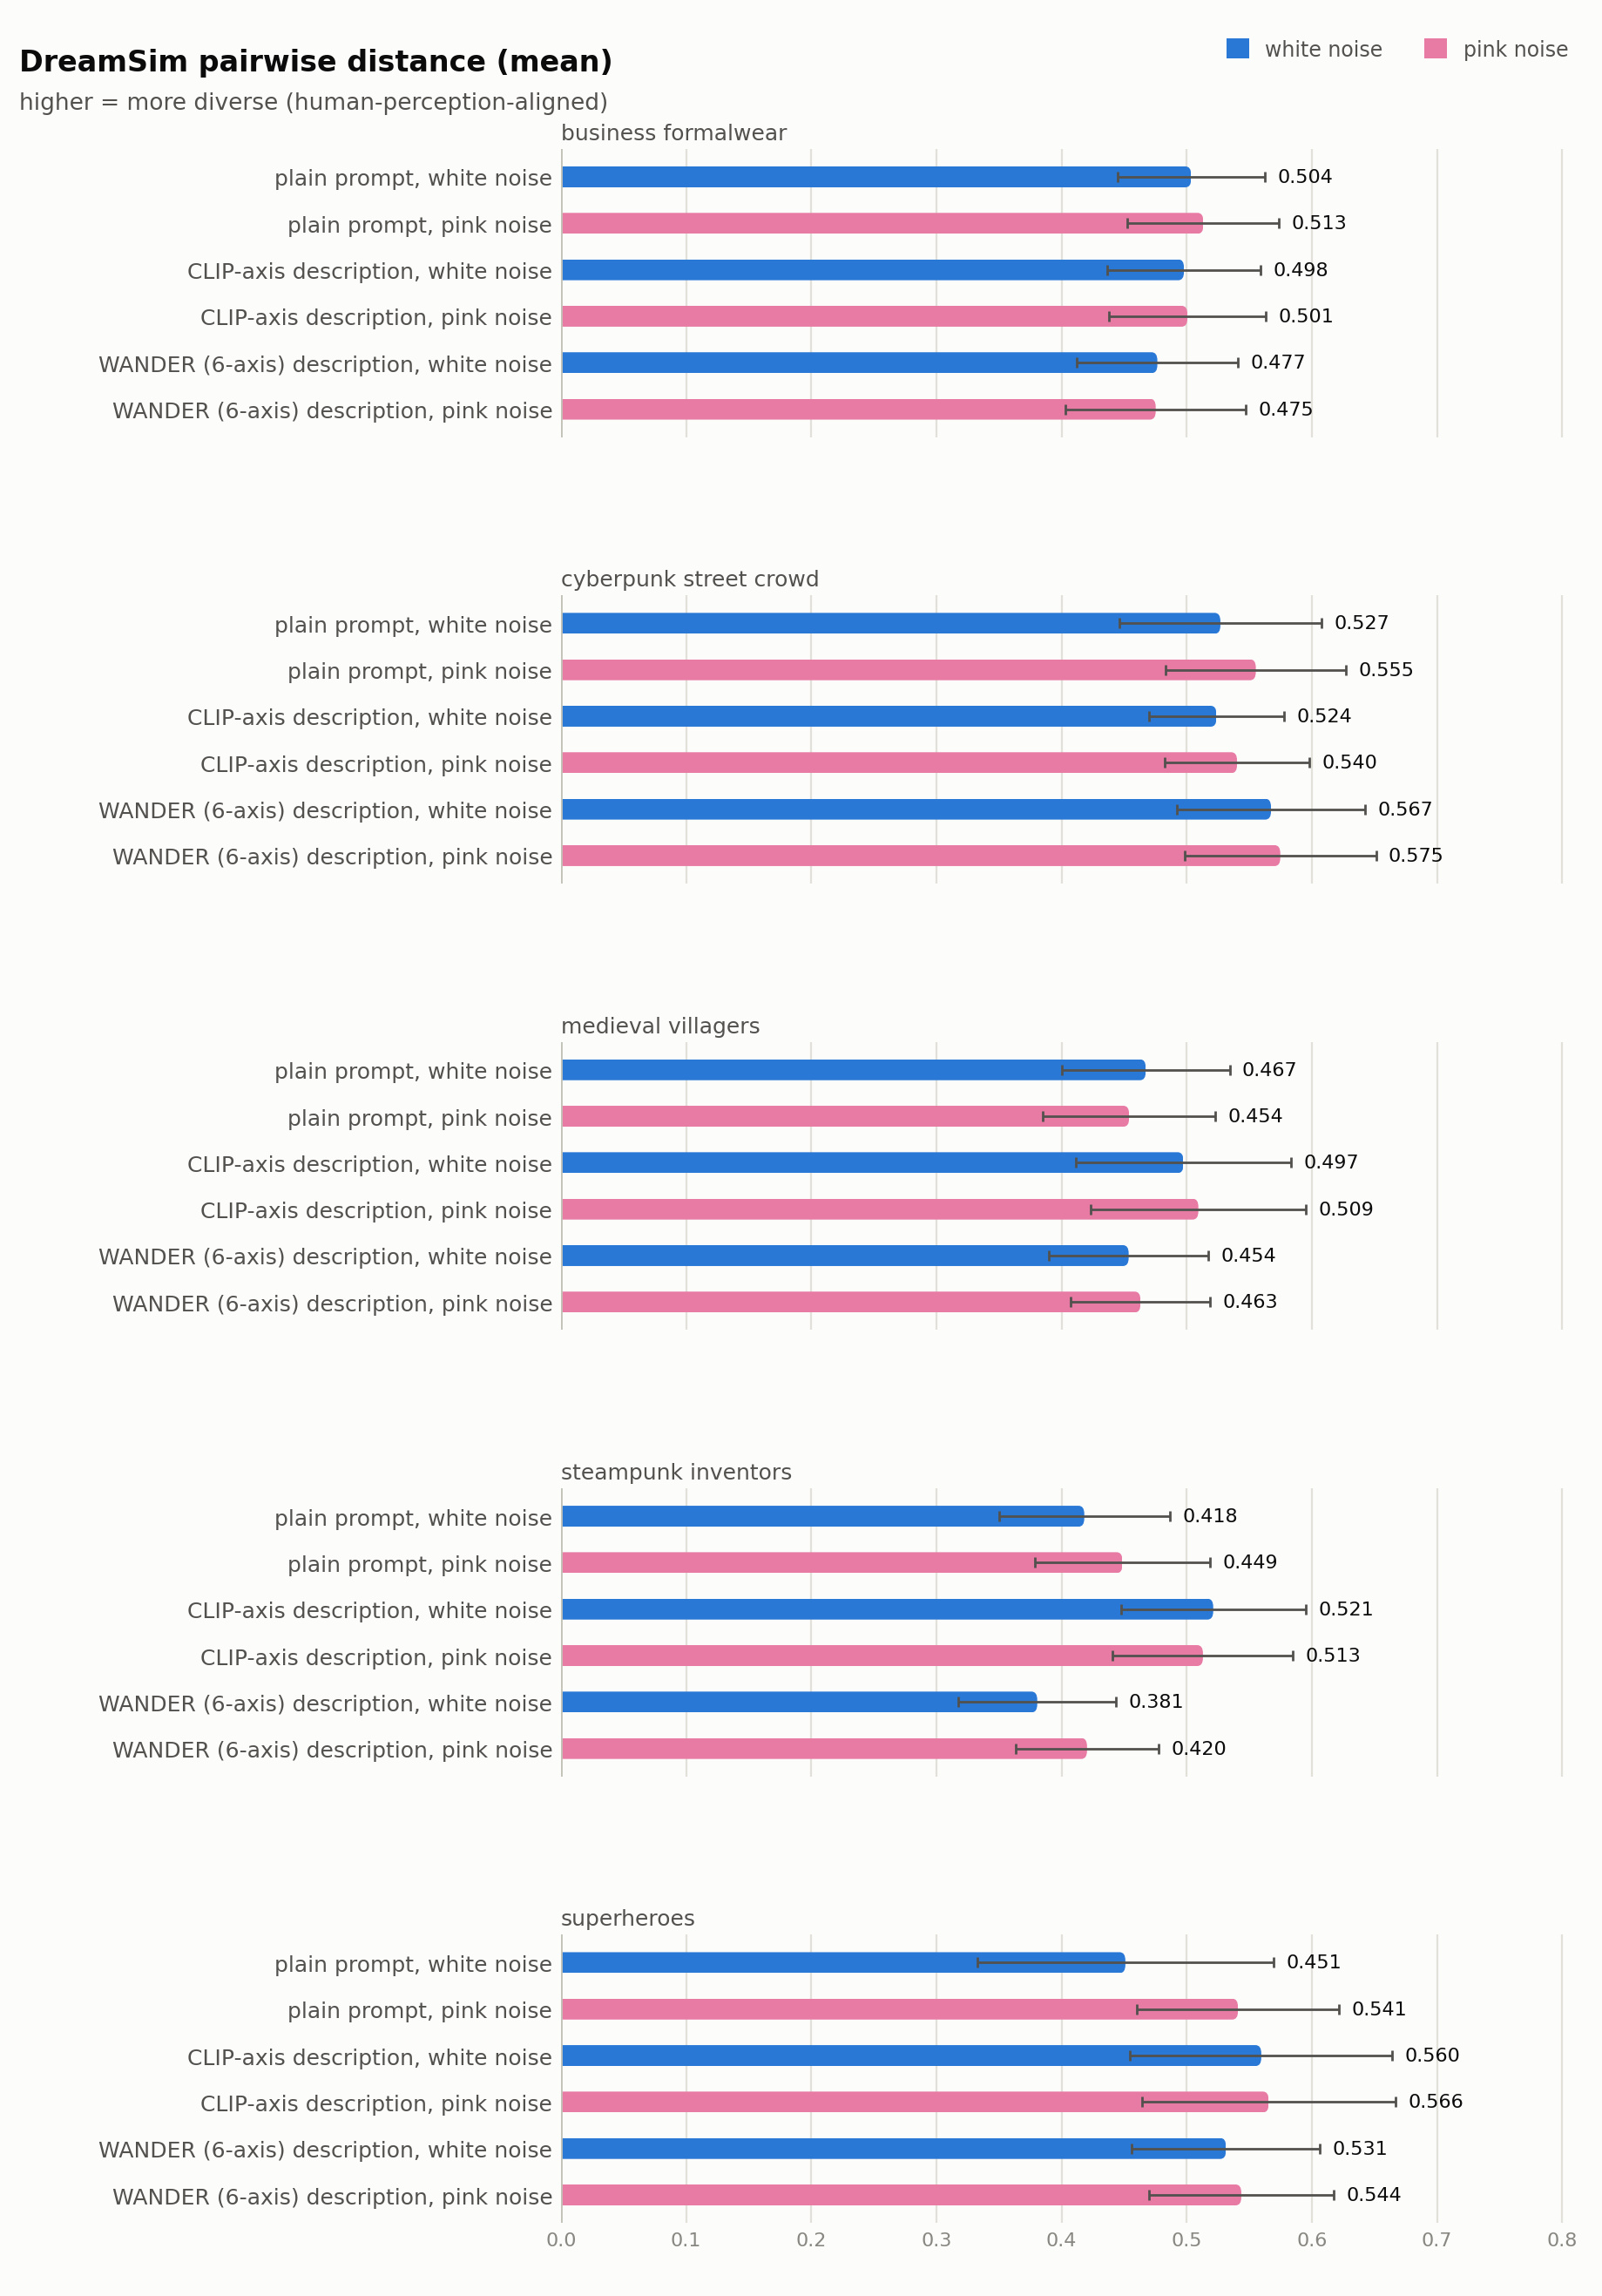 DreamSim pairwise distance (mean)
higher = more diverse (human-perception-aligned)
white noise
pink noise
business formalwear
plain prompt, white noise 0.504
plain prompt, pink noise 0.513
CLIP-axis description, white noise 0.498
CLIP-axis description, pink noise 0.501
WANDER (6-axis) description, white noise 0.477
WANDER (6-axis) description, pink noise 0.475
cyberpunk street crowd
plain prompt, white noise 0.527
plain prompt, pink noise 0.555
CLIP-axis description, white noise 0.524
CLIP-axis description, pink noise 0.540
WANDER (6-axis) description, white noise 0.567
WANDER (6-axis) description, pink noise 0.575
medieval villagers
plain prompt, white noise 0.467
plain prompt, pink noise 0.454
CLIP-axis description, white noise 0.497
CLIP-axis description, pink noise 0.509
WANDER (6-axis) description, white noise 0.454
WANDER (6-axis) description, pink noise 0.463
steampunk inventors
plain prompt, white noise 0.418
plain prompt, pink noise 0.449
CLIP-axis description, white noise 0.521
CLIP-axis description, pink noise 0.513
WANDER (6-axis) description, white noise 0.381
WANDER (6-axis) description, pink noise 0.420
superheroes
plain prompt, white noise 0.451
plain prompt, pink noise 0.541
CLIP-axis description, white noise 0.560
CLIP-axis description, pink noise 0.566
WANDER (6-axis) description, white noise 0.531
WANDER (6-axis) description, pink noise 0.544
0.0 0.1 0.2 0.3 0.4 0.5 0.6 0.7 0.8